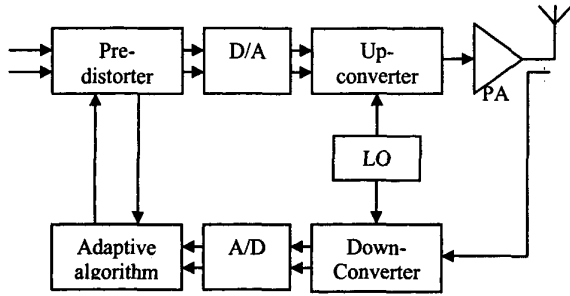 Pre-
distorter
D/A
Up-
converter
PA
LO
Adaptive
algorithm
A/D
Down-
Converter